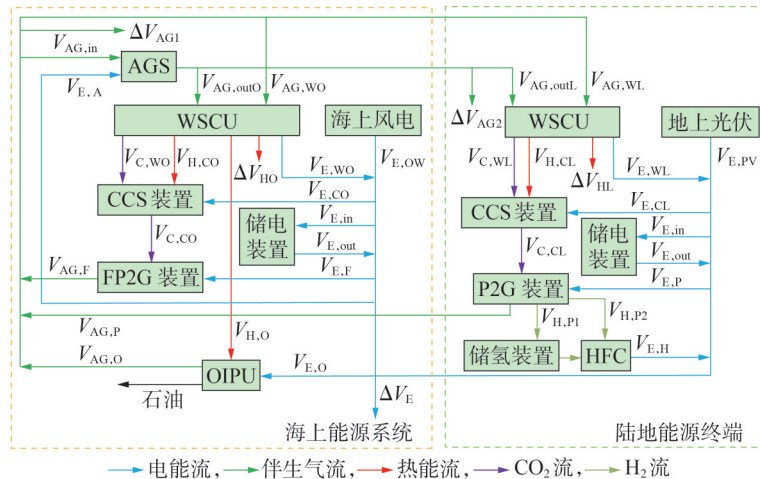 ΔV_AG1
V_AG,in
AGS
V_E,A
V_AG,outO
V_AG,WO
V_AG,outL
V_AG,WL
ΔV_AG2
WSCU
海上风电
WSCU
地上光伏
V_C,WO
V_H,CO
ΔV_HO
V_E,WO
V_E,OW
V_C,WL
V_H,CL
ΔV_HL
V_E,WL
V_E,PV
CCS 装置
V_E,CO
CCS 装置
V_E,CL
储电
装置
V_E,in
V_E,out
储电
装置
V_E,in
V_E,out
V_C,CO
V_C,CL
V_AG,F
FP2G 装置
V_E,F
P2G 装置
V_E,P
V_AG,P
V_H,O
V_H,P1
V_H,P2
V_AG,O
OIPU
V_E,O
储氢装置
HFC
V_E,H
石油
ΔV_E
海上能源系统
陆地能源终端
电能流, 伴生气流, 热能流, CO₂ 流, H₂ 流